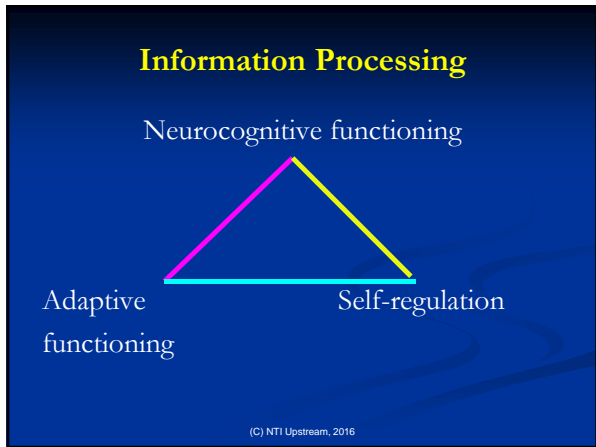 Information Processing
Neurocognitive functioning
Adaptive
functioning
Self-regulation
(C) NTI Upstream, 2016